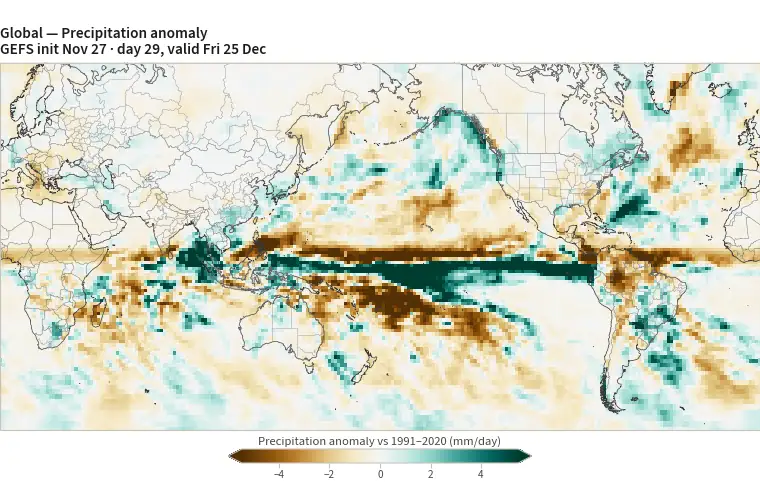 Global — Precipitation anomaly
GEFS init Nov 27 · day 29, valid Fri 25 Dec
Precipitation anomaly vs 1991–2020 (mm/day)
−4 −2 0 2 4